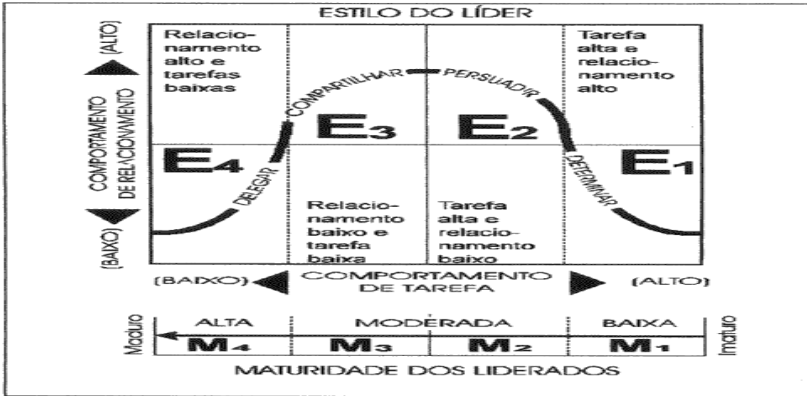 ESTILO DO LÍDER
(ALTO)
COMPORTAMENTO
DE RELACIONAMENTO
(BAIXO)
Relacio-
namento
alto e
tarefas
baixas
Tarefa
alta e
relacio-
namento
alto
COMPARTILHAR
PERSUADIR
E3
E2
E4
E1
DELEGAR
DETERMINAR
Relacio-
namento
baixo e
tarefa
baixa
Tarefa
alta e
relacio-
namento
baixo
(BAIXO)
COMPORTAMENTO
DE TAREFA
(ALTO)
Maduro
ALTA
MODERADA
BAIXA
Imaturo
M4
M3
M2
M1
MATURIDADE DOS LIDERADOS